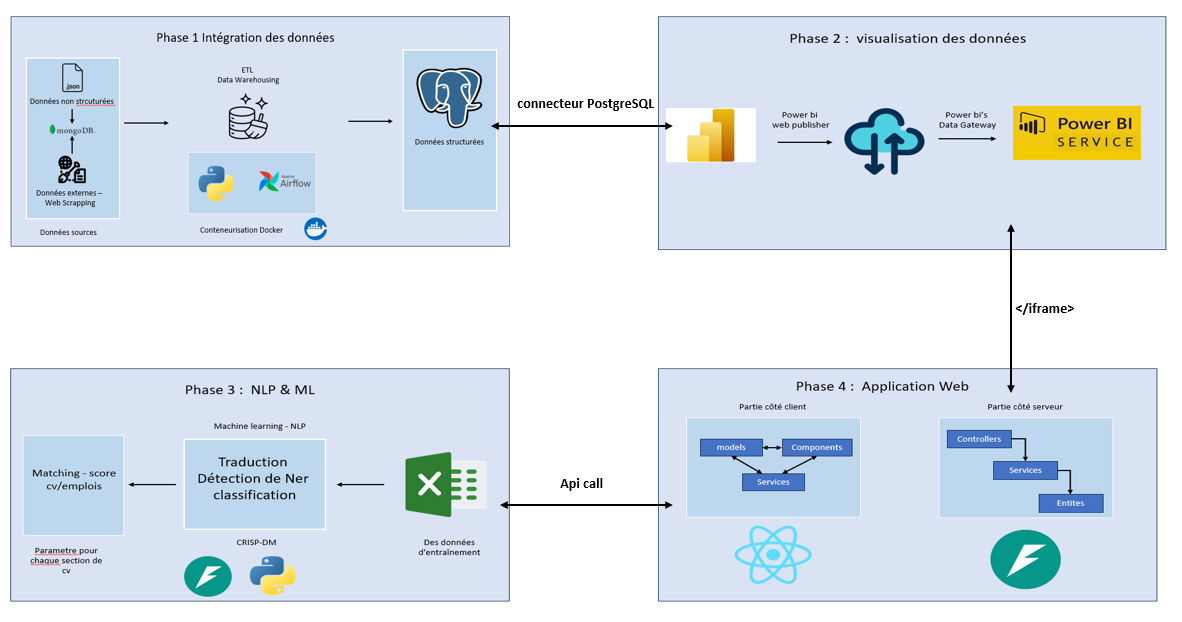 Phase 1 Intégration des données
.json
Données non strcuturées
mongoDB.
Données externes –
Web Scrapping
Données sources
ETL
Data Warehousing
Apache
Airflow
Conteneurisation Docker
Données structurées
connecteur PostgreSQL
Phase 2 : visualisation des données
Power bi
web publisher
Power bi's
Data Gateway
Power BI
SERVICE
</iframe>
Phase 3 : NLP & ML
Matching - score
cv/emplois
Parametre pour
chaque section de
cv
Machine learning - NLP
Traduction
Détection de Ner
classification
CRISP-DM
X
Des données
d'entraînement
Api call
Phase 4 : Application Web
Partie côté client
models
Components
Services
Partie côté serveur
Controllers
Services
Entites